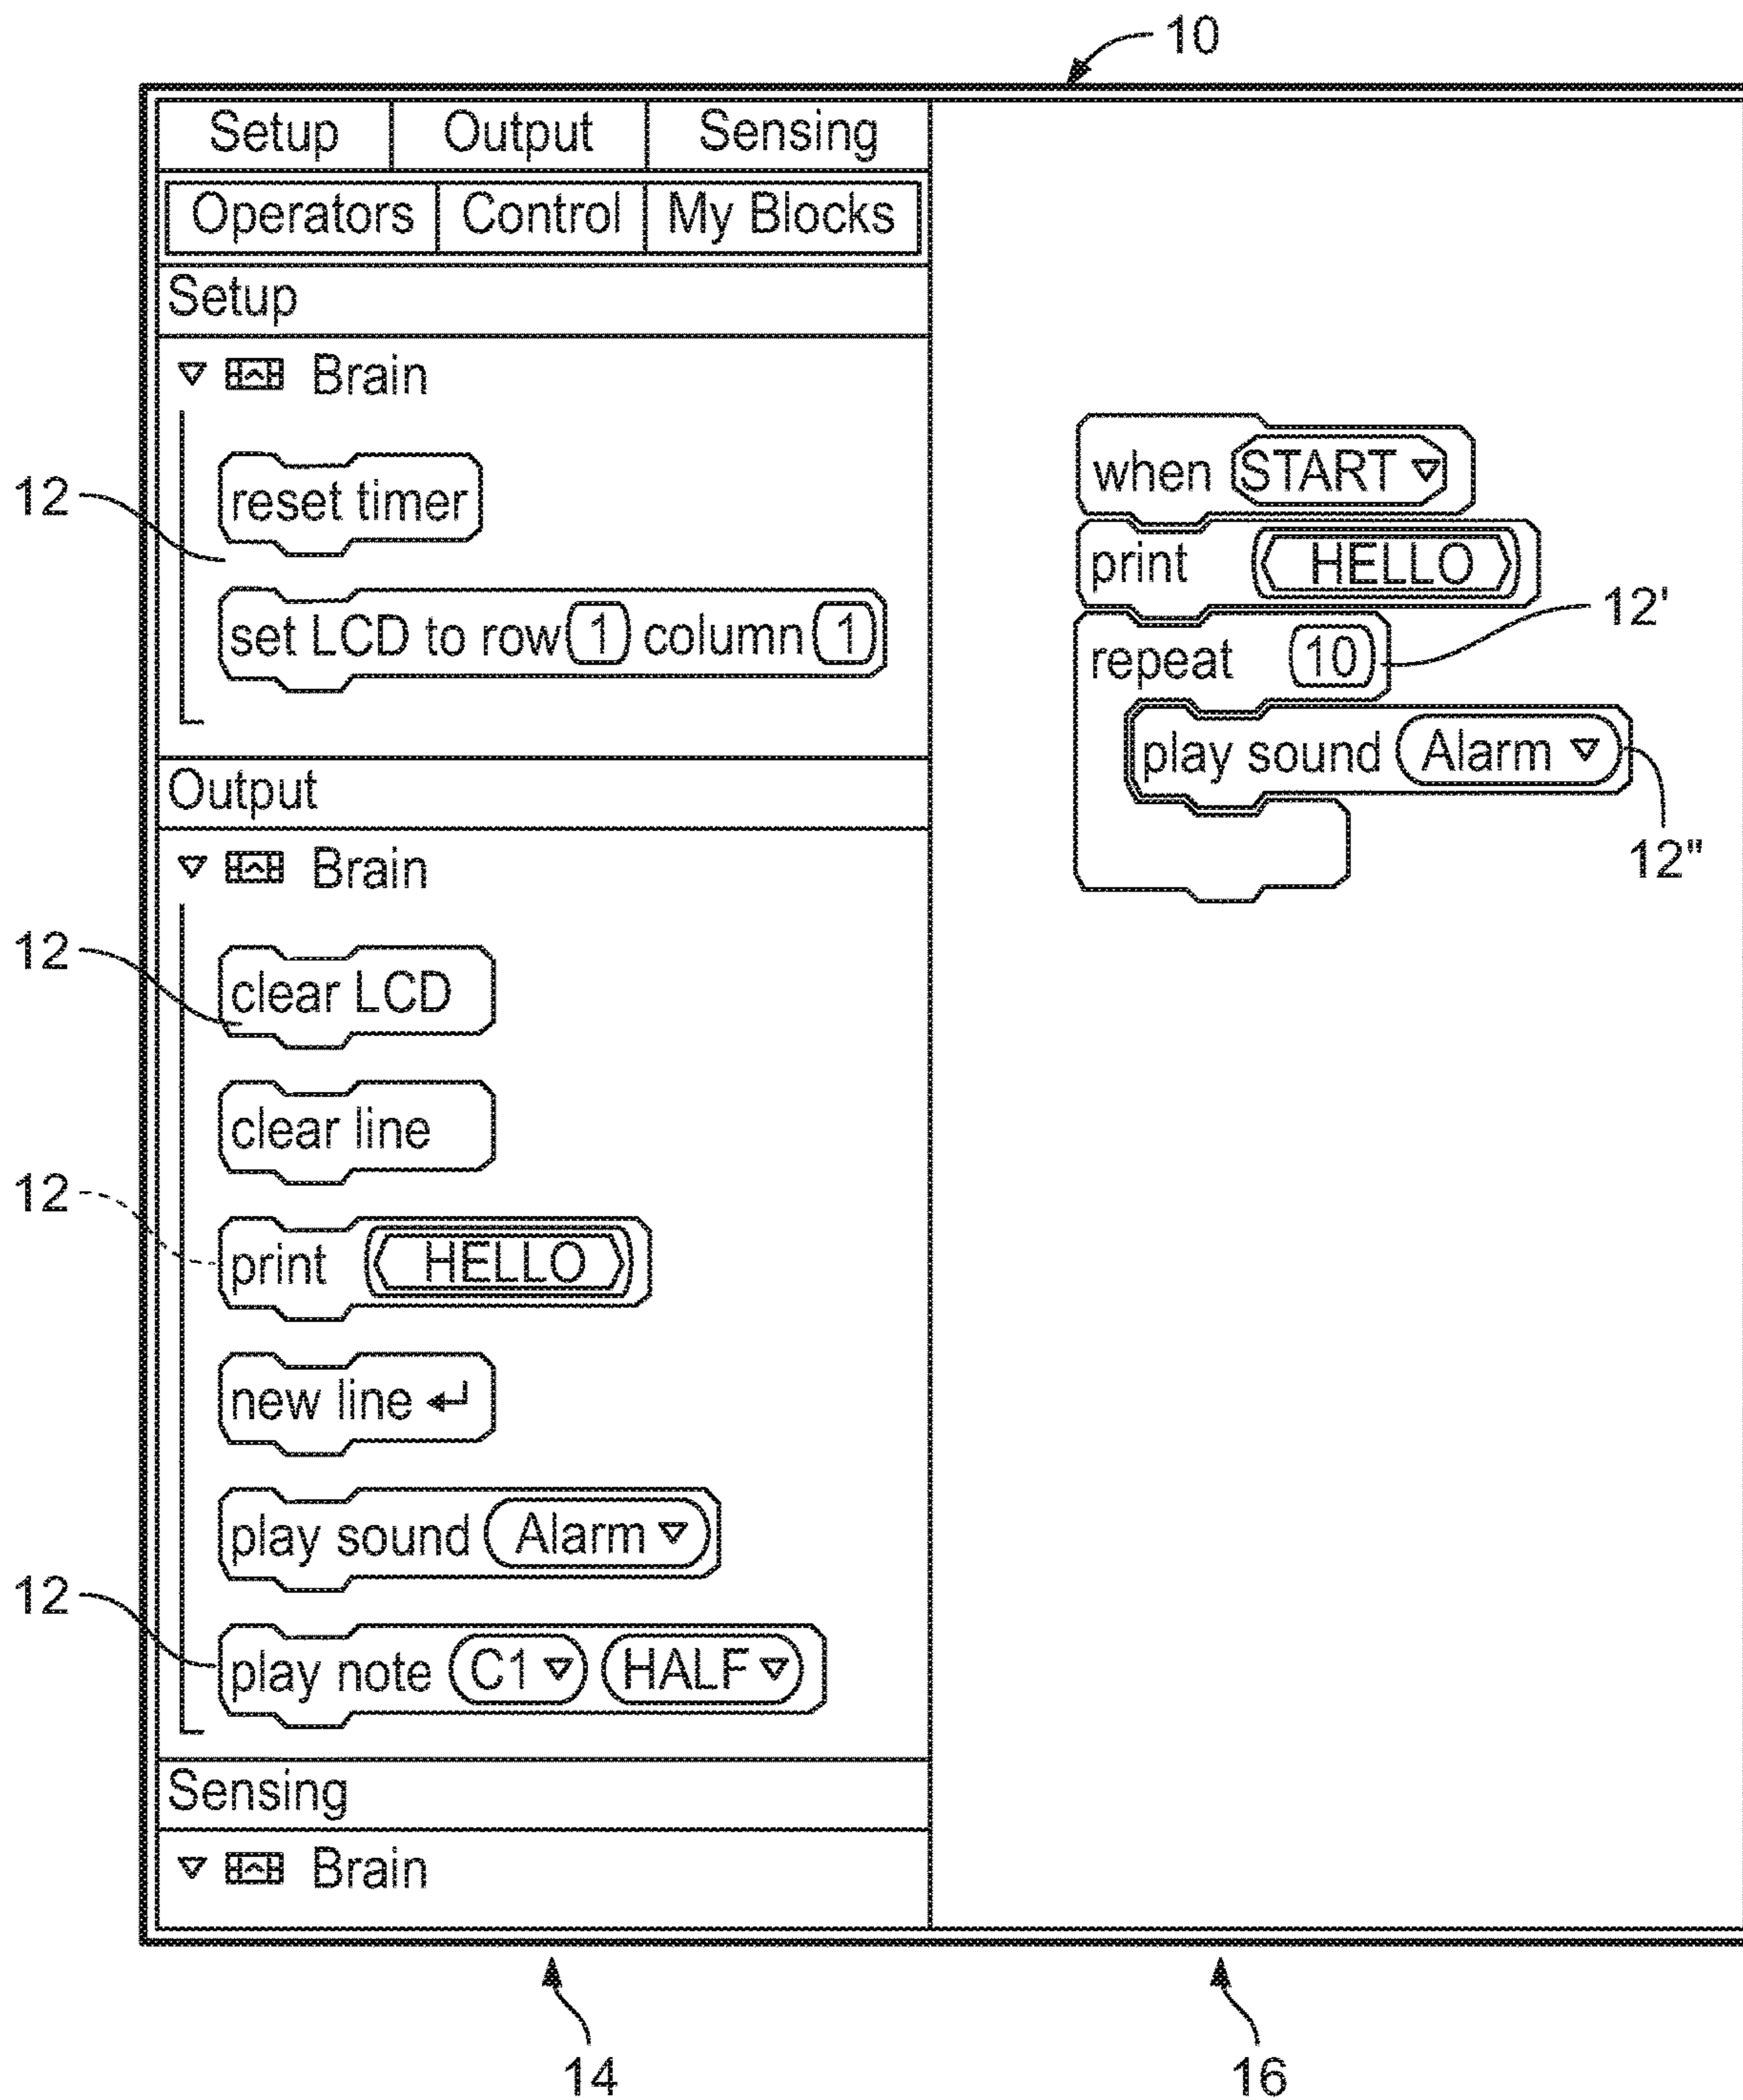 10
Setup Output Sensing
Operators Control My Blocks
Setup
Brain
12
reset timer
set LCD to row 1 column 1
Output
Brain
12
clear LCD
clear line
12
print HELLO
new line ↵
play sound Alarm ▽
12
play note C1 ▽ HALF ▽
Sensing
Brain
when START ▽
print HELLO
12'
repeat 10
play sound Alarm ▽
12"
14
16